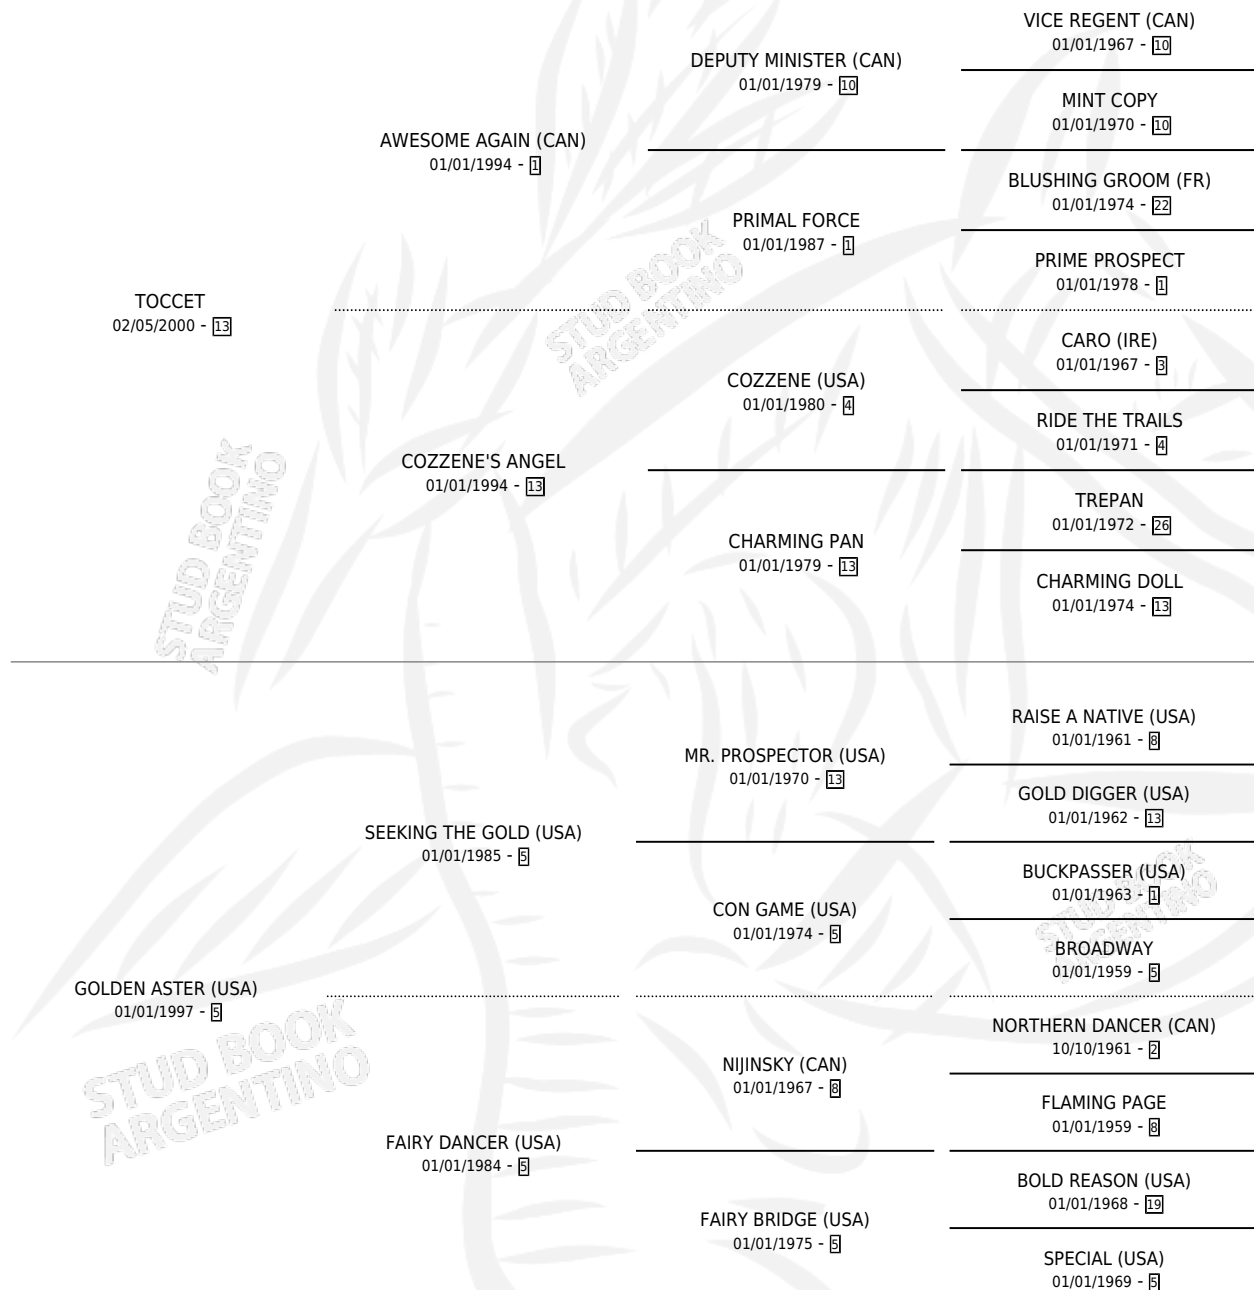 VICE REGENT (CAN)
01/01/1967 - 10
DEPUTY MINISTER (CAN)
01/01/1979 - 10
MINT COPY
01/01/1970 - 10
AWESOME AGAIN (CAN)
01/01/1994 - 1
BLUSHING GROOM (FR)
01/01/1974 - 22
PRIMAL FORCE
01/01/1987 - 1
PRIME PROSPECT
01/01/1978 - 1
STUD BOOK
ARGENTINO
TOCCET
02/05/2000 - 13
CARO (IRE)
01/01/1967 - 3
COZZENE (USA)
01/01/1980 - 4
RIDE THE TRAILS
01/01/1971 - 4
COZZENE'S ANGEL
01/01/1994 - 13
TREPAN
01/01/1972 - 26
CHARMING PAN
01/01/1979 - 13
CHARMING DOLL
01/01/1974 - 13
STUD BOOK
ARGENTINO
RAISE A NATIVE (USA)
01/01/1961 - 8
MR. PROSPECTOR (USA)
01/01/1970 - 13
GOLD DIGGER (USA)
01/01/1962 - 13
SEEKING THE GOLD (USA)
01/01/1985 - 5
BUCKPASSER (USA)
01/01/1963 - 1
CON GAME (USA)
01/01/1974 - 5
STUD BOOK
ARGENTINO
BROADWAY
01/01/1959 - 5
GOLDEN ASTER (USA)
01/01/1997 - 5
NORTHERN DANCER (CAN)
10/10/1961 - 2
NIJINSKY (CAN)
01/01/1967 - 8
FLAMING PAGE
01/01/1959 - 8
STUD BOOK
ARGENTINO
FAIRY DANCER (USA)
01/01/1984 - 5
BOLD REASON (USA)
01/01/1968 - 19
FAIRY BRIDGE (USA)
01/01/1975 - 5
SPECIAL (USA)
01/01/1969 - 5